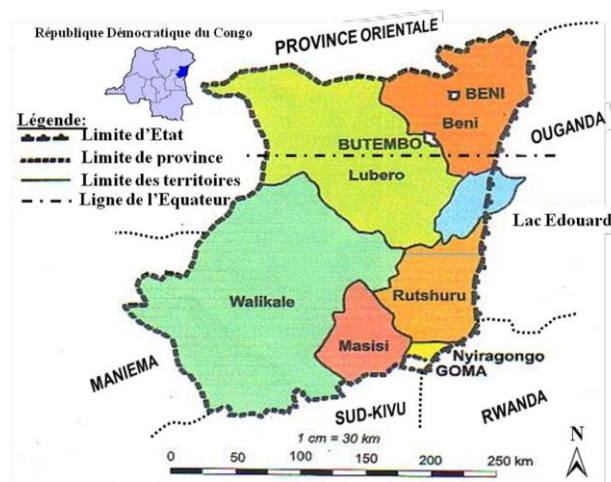 République Démocratique du Congo
PROVINCE ORIENTALE
Légende:
Limite d'Etat
Limite de province
Limite des territoires
Ligne de l'Equateur
BENI
Beni
BUTEMBO
Lubero
OUGANDA
Lac Edouard
Walikale
Rutshuru
Masisi
Nyiragongo
GOMA
MANIEMA
SUD-KIVU
RWANDA
N
1 cm = 30 km
0 50 100 150 200 250 km